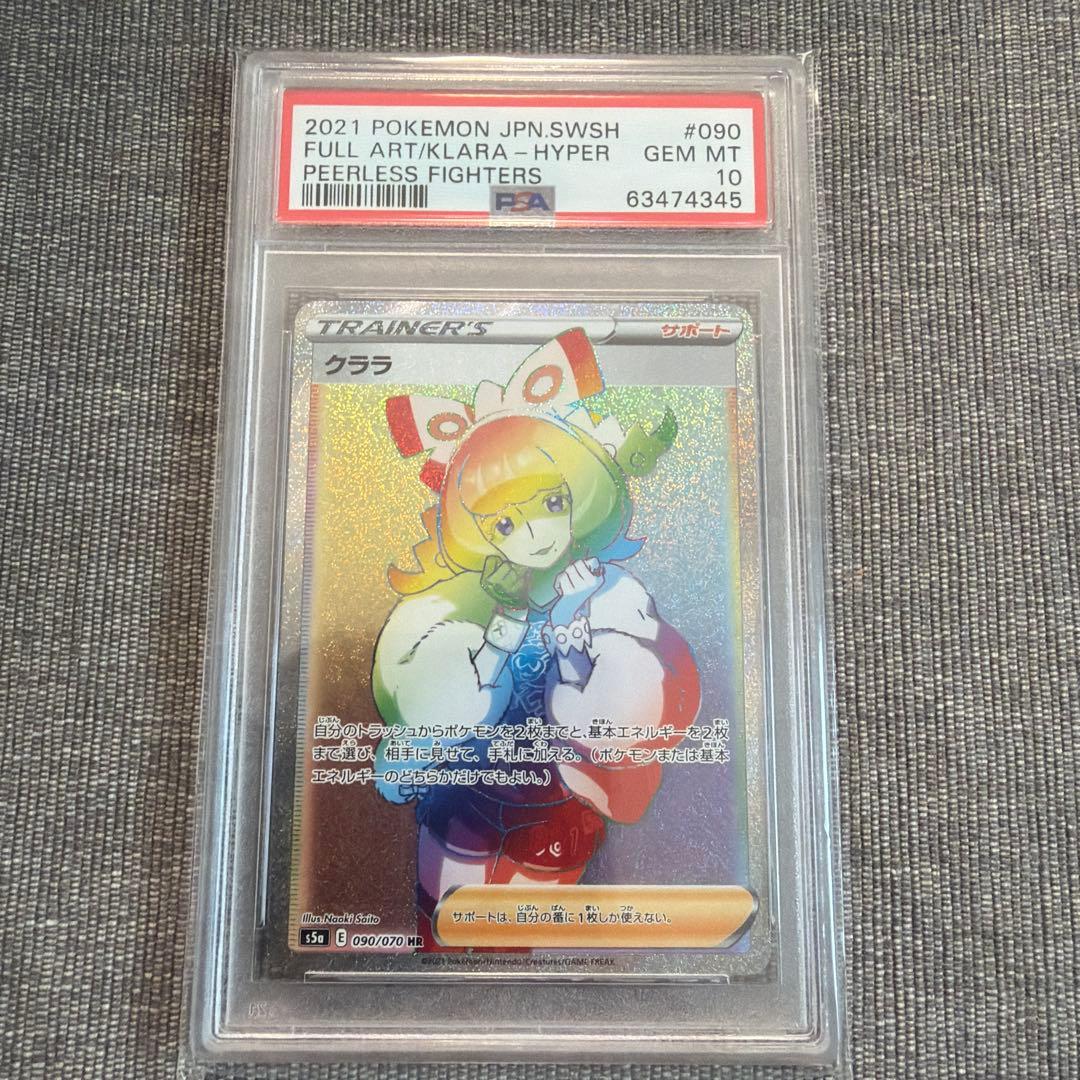 2021 POKEMON JPN.SWSH #090
FULL ART/KLARA-HYPER GEM MT
PEERLESS FIGHTERS 10
PSA 63474345
TRAINER'S サポート
クララ
自分のトラッシュからポケモンを2枚までと、基本エネルギーを2枚
まで選び、相手に見せて、手札に加える。(ポケモンまたは基本
エネルギーのどちらかだけでもよい。)
サポートは、自分の番に1枚しか使えない。
Illus. Naoki Saito
s5a E 090/070 HR
©2021 Pokémon/Nintendo/Creatures/GAME FREAK.